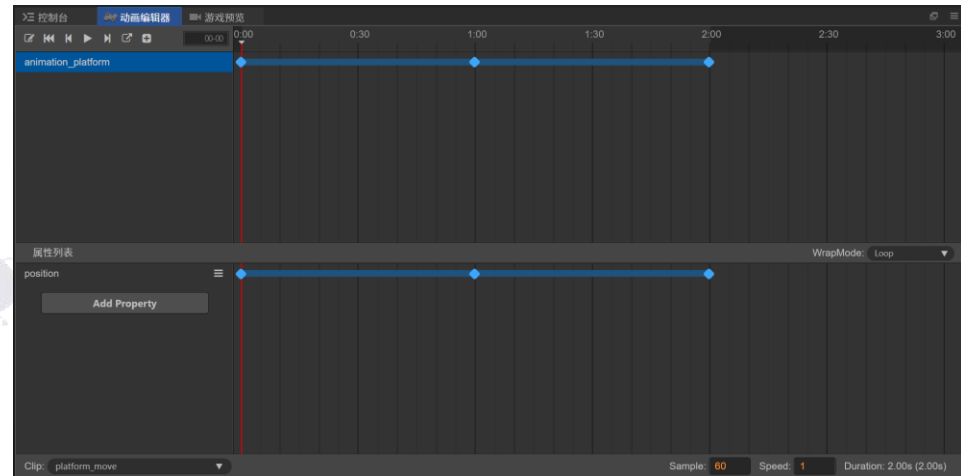 控制台 动画编辑器 游戏预览
00-00 0:00 0:30 1:00 1:30 2:00 2:30 3:00
animation_platform
属性列表 WrapMode: Loop
position
Add Property
Clip: platform_move Sample: 60 Speed: 1 Duration: 2.00s (2.00s)